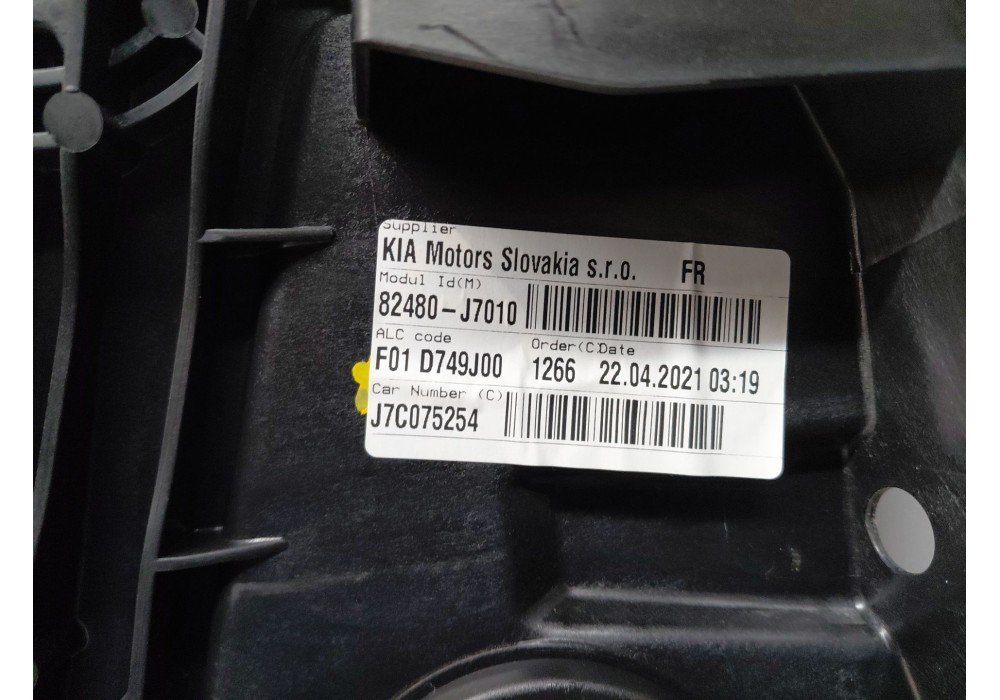 Supplier
KIA Motors Slovakia s.r.o. FR
Modul Id(M)
82480-J7010
ALC code Order(C)Date
F01 D749J00 1266 22.04.2021 03:19
Car Number (C)
J7C075254